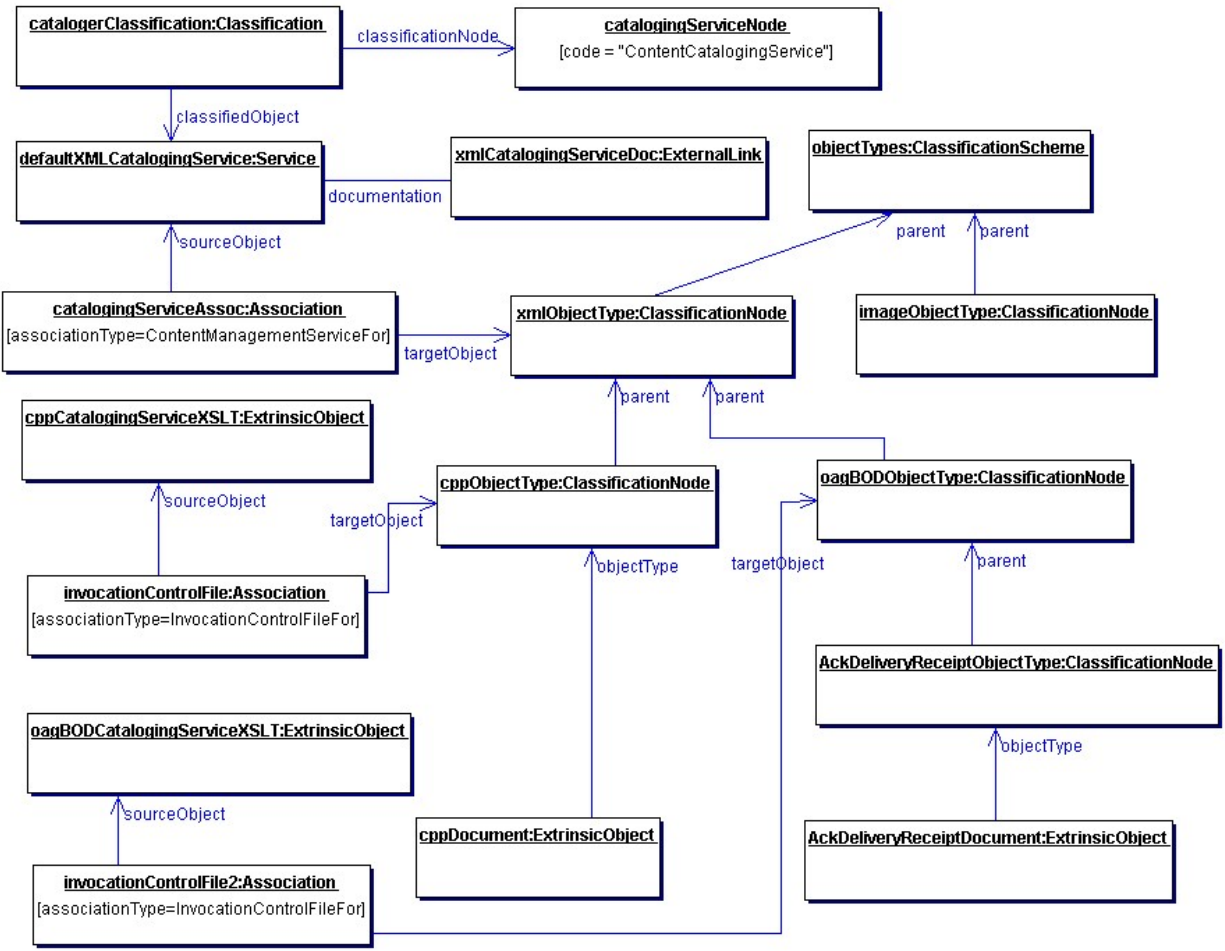 catalogerClassification:Classification
classificationNode
catalogingServiceNode
[code = "ContentCatalogingService"]
classifiedObject
defaultXMLCatalogingService:Service
documentation
xmlCatalogingServiceDoc:ExternalLink
objectTypes:ClassificationScheme
sourceObject
parent
parent
catalogingServiceAssoc:Association
[associationType=ContentManagementServiceFor]
targetObject
xmlObjectType:ClassificationNode
imageObjectType:ClassificationNode
parent
parent
cppCatalogingServiceXSLT:ExtrinsicObject
sourceObject
targetObject
cppObjectType:ClassificationNode
oagBODObjectType:ClassificationNode
objectType
targetObject
parent
invocationControlFile:Association
[associationType=InvocationControlFileFor]
AckDeliveryReceiptObjectType:ClassificationNode
oagBODCatalogingServiceXSLT:ExtrinsicObject
objectType
sourceObject
cppDocument:ExtrinsicObject
AckDeliveryReceiptDocument:ExtrinsicObject
invocationControlFile2:Association
[associationType=InvocationControlFileFor]